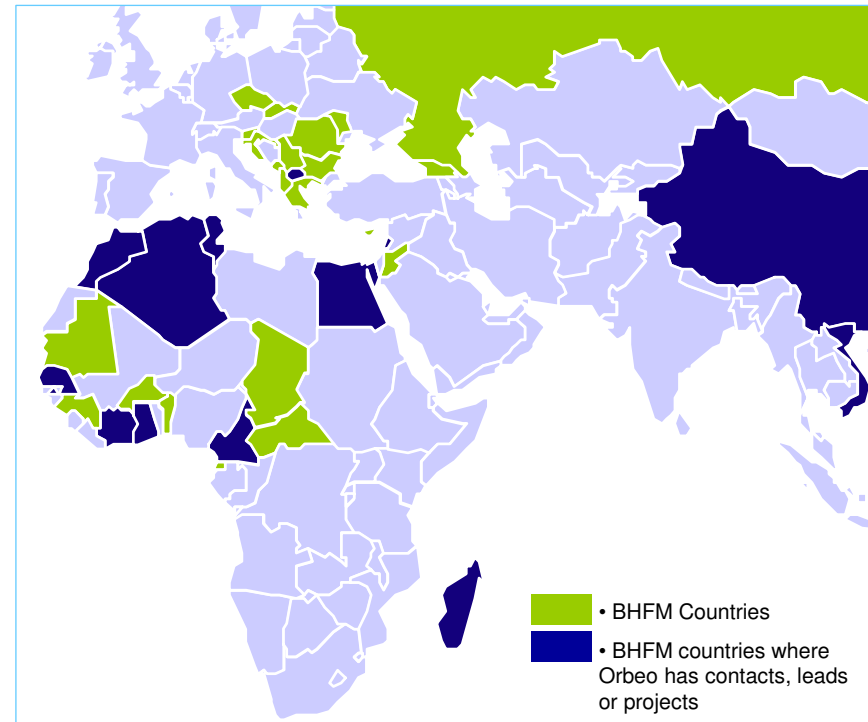 • BHFM Countries
• BHFM countries where
Orbeo has contacts, leads
or projects